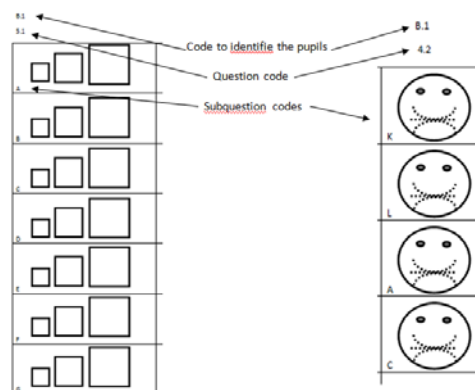 8.1
3.1
Code to identifie the pupils
8.1
Question code
4.2
Subquestion codes
A
B
C
D
E
F
K
L
A
C